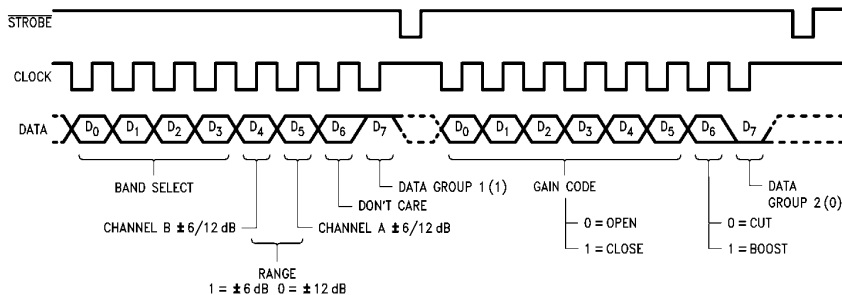 STROBE
CLOCK
DATA D0 D1 D2 D3 D4 D5 D6 D7 D0 D1 D2 D3 D4 D5 D6 D7
BAND SELECT
DATA GROUP 1 (1)
DON'T CARE
CHANNEL B ±6/12 dB
CHANNEL A ±6/12 dB
RANGE
1 = ±6 dB 0 = ±12 dB
GAIN CODE
0 = OPEN
1 = CLOSE
0 = CUT
1 = BOOST
DATA
GROUP 2 (0)